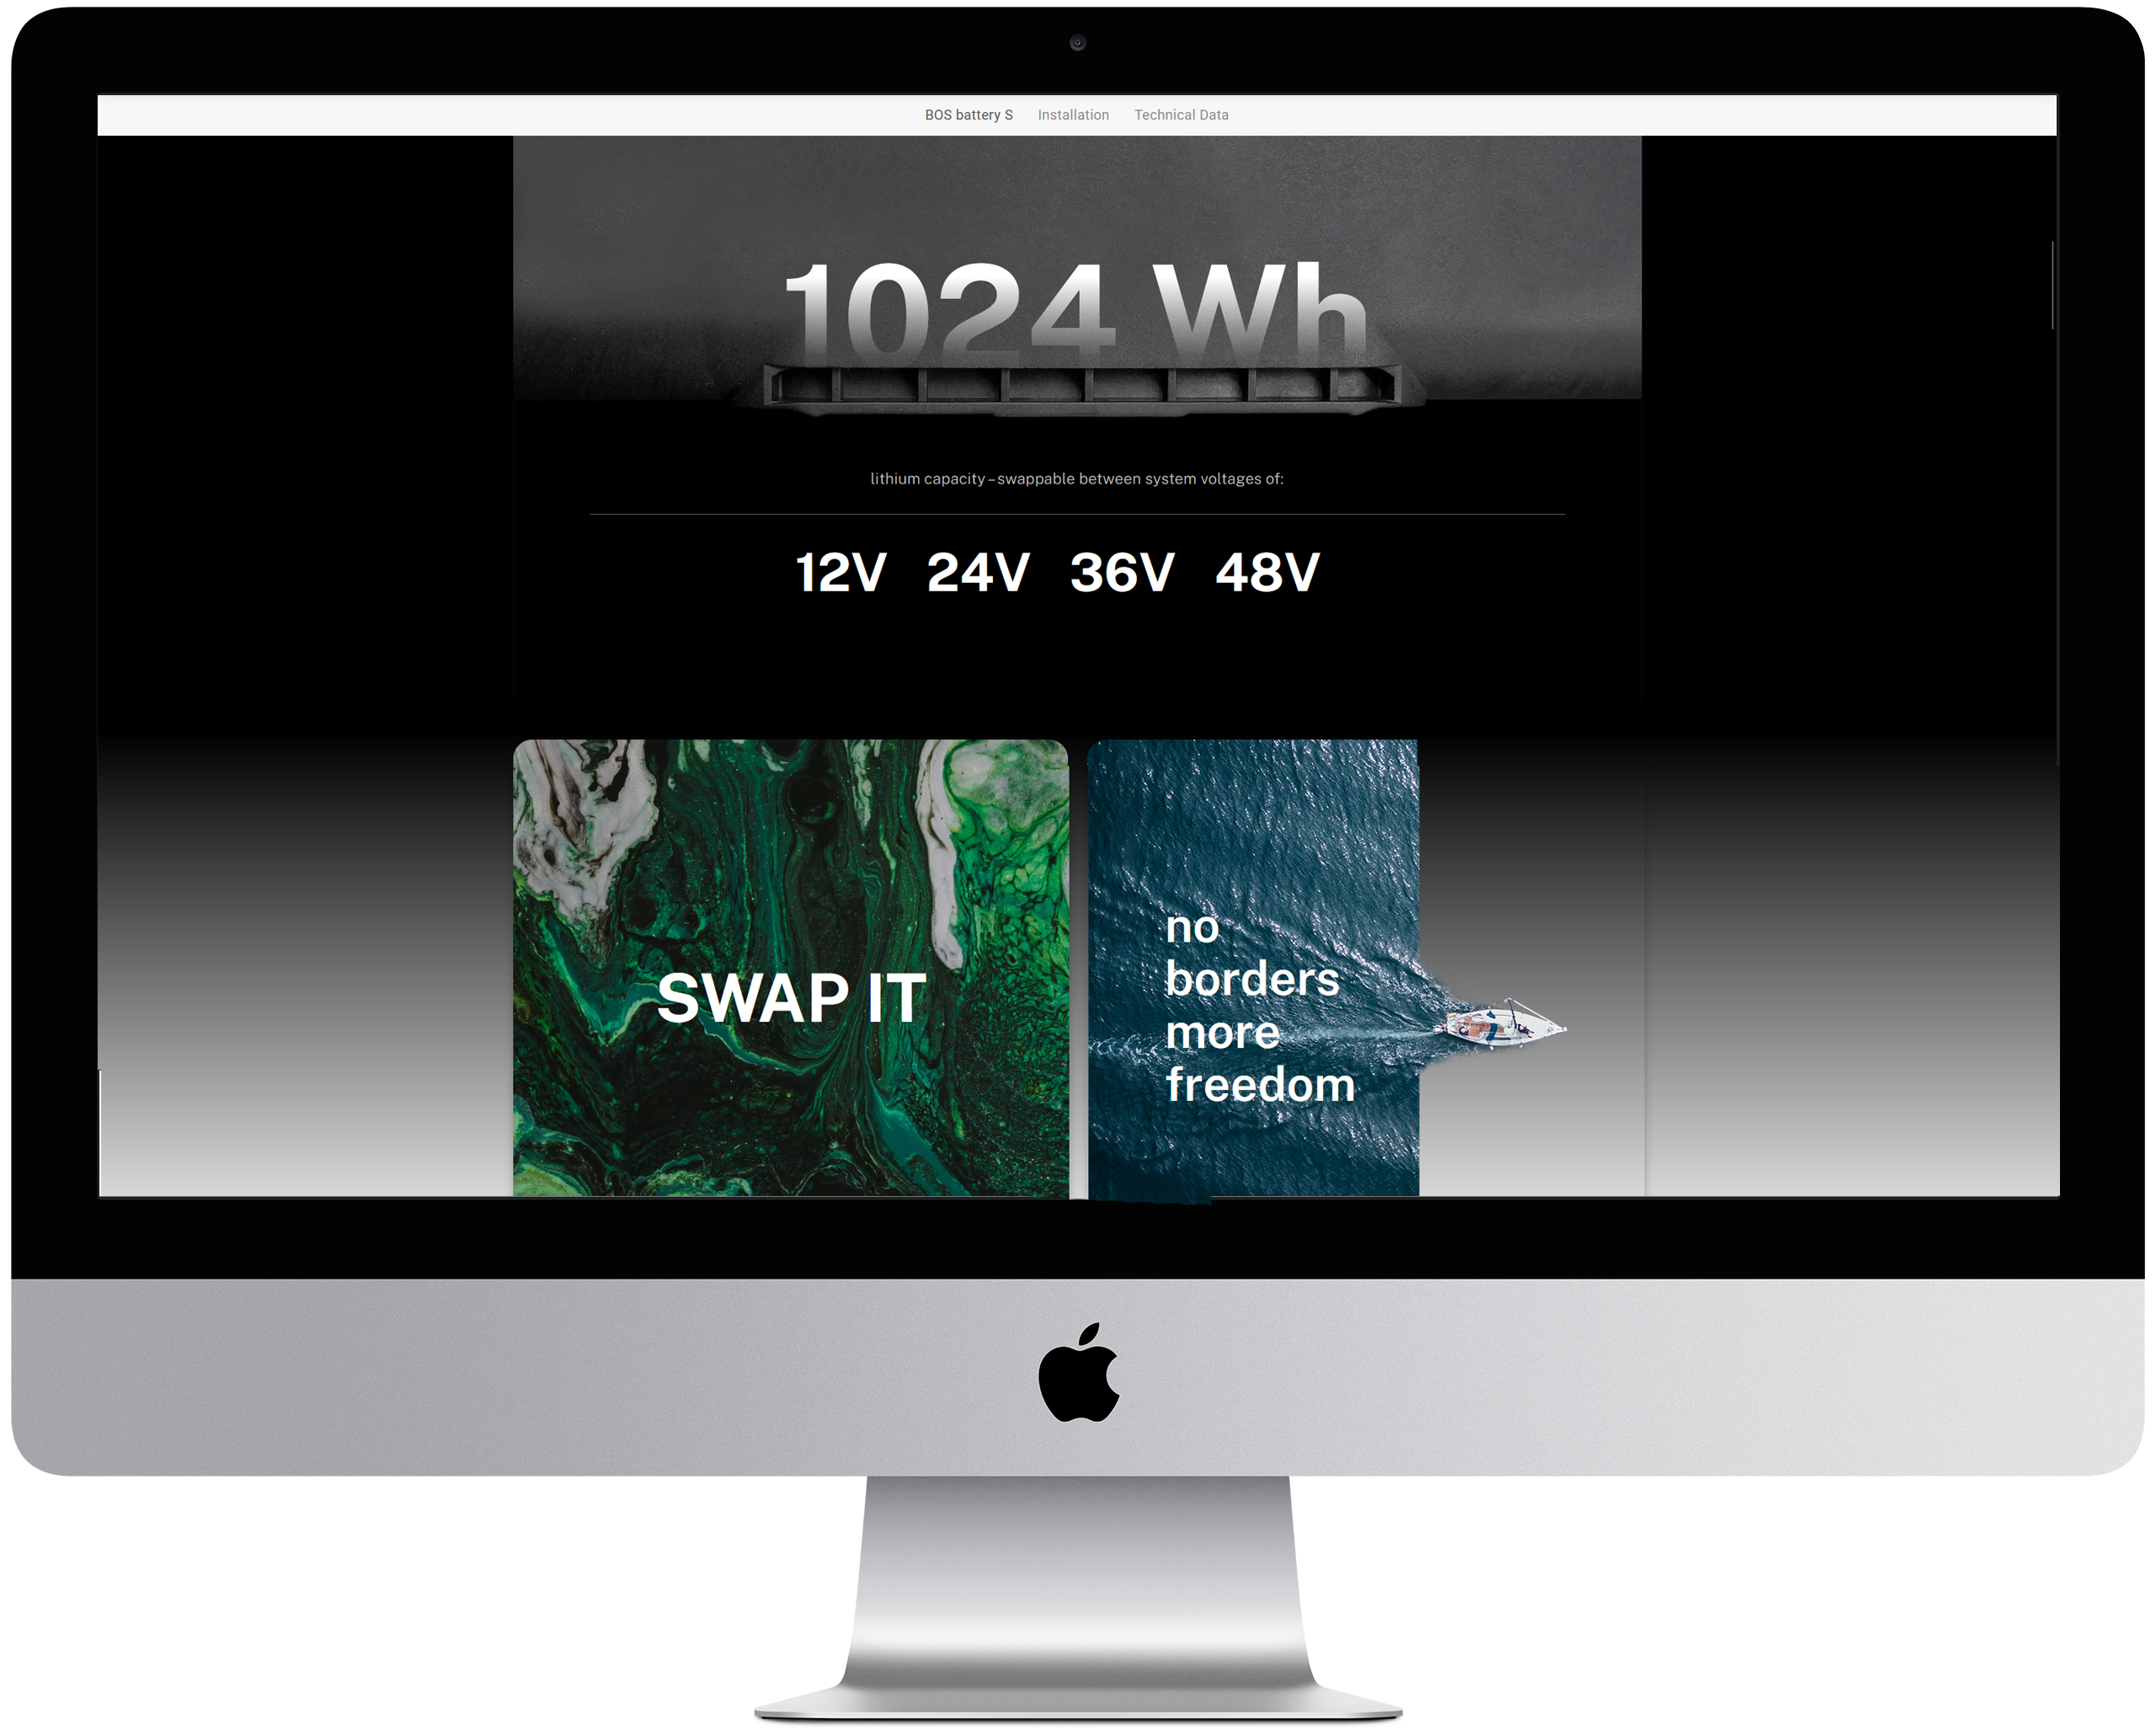 BOS battery S Installation Technical Data
1024 Wh
lithium capacity – swappable between system voltages of:
12V 24V 36V 48V
SWAP IT
no
borders
more
freedom